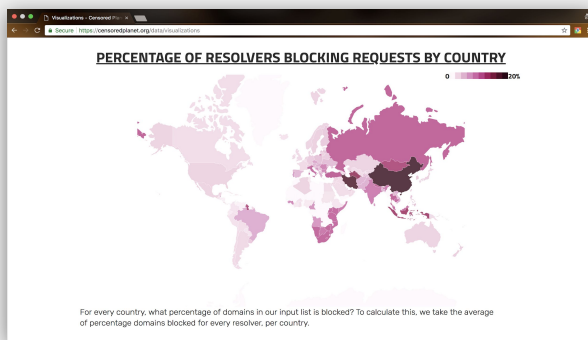 Visualizations - Censored Pla
Secure https://censoredplanet.org/data/visualizations
PERCENTAGE OF RESOLVERS BLOCKING REQUESTS BY COUNTRY
0 20%
For every country, what percentage of domains in our input list is blocked? To calculate this, we take the average
of percentage domains blocked for every resolver, per country.